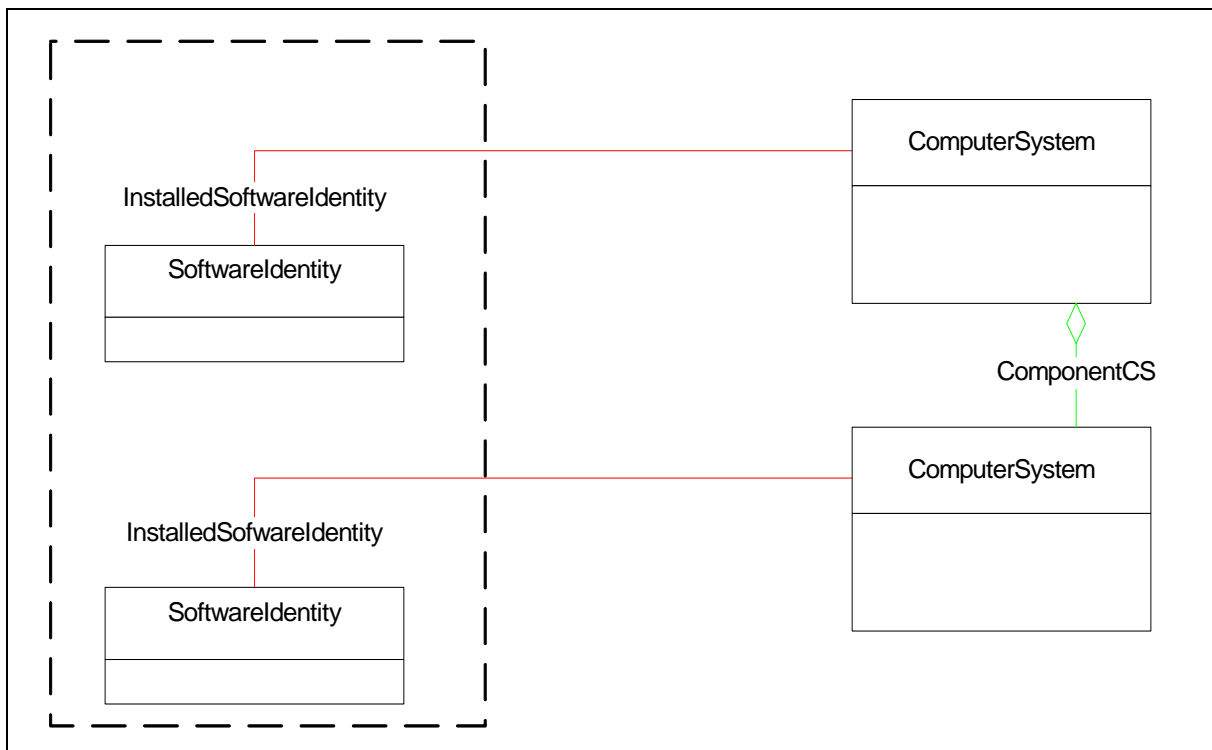 ComputerSystem
InstalledSoftwareIdentity
SoftwareIdentity
ComponentCS
ComputerSystem
InstalledSofwareIdentity
SoftwareIdentity